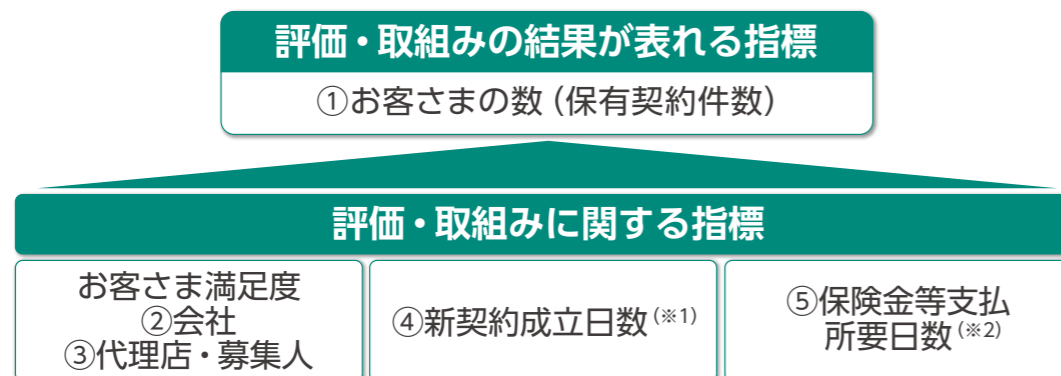 評価・取組みの結果が表れる指標
①お客さまの数（保有契約件数）
評価・取組みに関する指標
お客さま満足度
②会社
③代理店・募集人
④新契約成立日数(※1)
⑤保険金等支払
所要日数(※2)